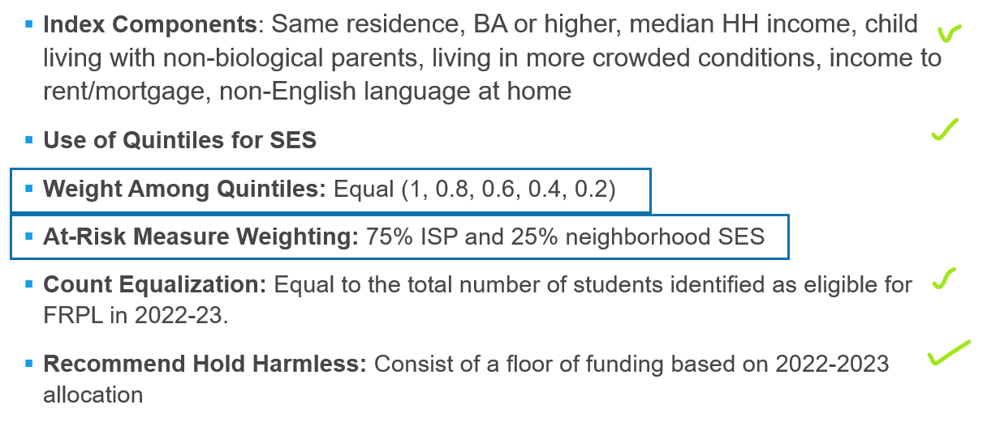 ▪ Index Components: Same residence, BA or higher, median HH income, child
living with non-biological parents, living in more crowded conditions, income to
rent/mortgage, non-English language at home
▪ Use of Quintiles for SES
▪ Weight Among Quintiles: Equal (1, 0.8, 0.6, 0.4, 0.2)
▪ At-Risk Measure Weighting: 75% ISP and 25% neighborhood SES
▪ Count Equalization: Equal to the total number of students identified as eligible for
FRPL in 2022-23.
▪ Recommend Hold Harmless: Consist of a floor of funding based on 2022-2023
allocation